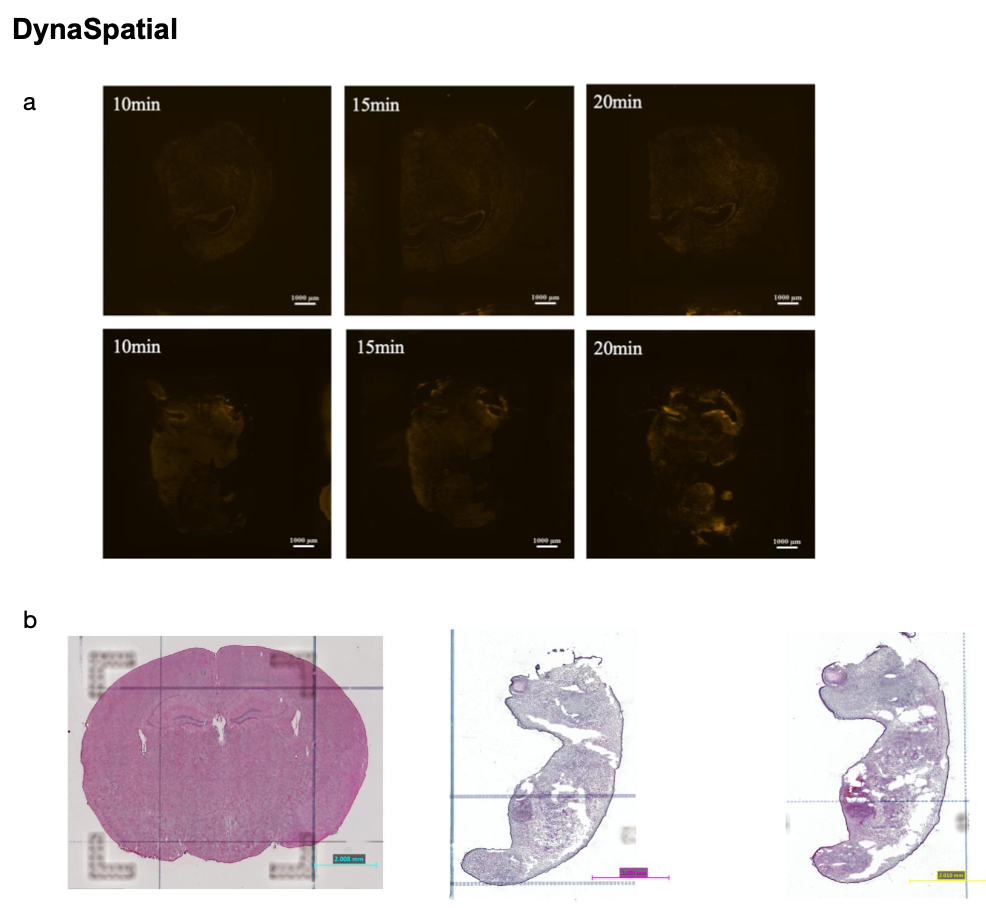 DynaSpatial
a
10min
15min
20min
1000 μm
1000 μm
1000 μm
10min
15min
20min
1000 μm
1000 μm
1000 μm
b
2.008 mm
2.010 mm